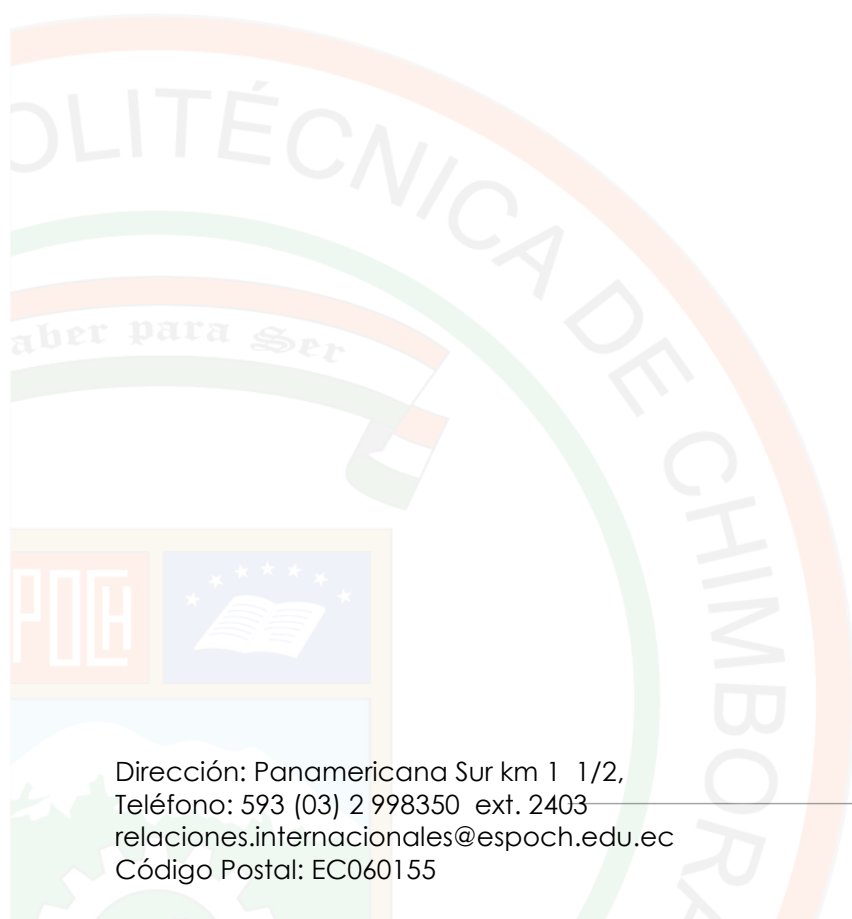 OLITÉCNICA DE CHIMBORA
aber para Ser
POCH
Dirección: Panamericana Sur km 1 1/2,
Teléfono: 593 (03) 2 998350 ext. 2403
relaciones.internacionales@espoch.edu.ec
Código Postal: EC060155